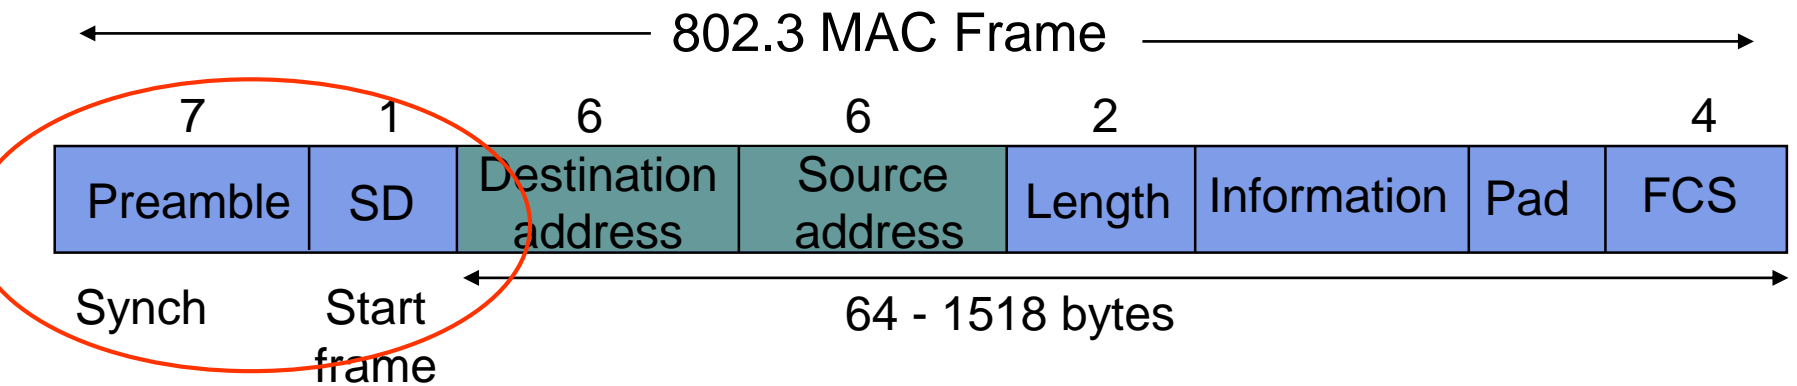 802.3 MAC Frame
7 1 6 6 2 4
Preamble SD Destination address Source address Length Information Pad FCS
Synch Start frame
64 - 1518 bytes